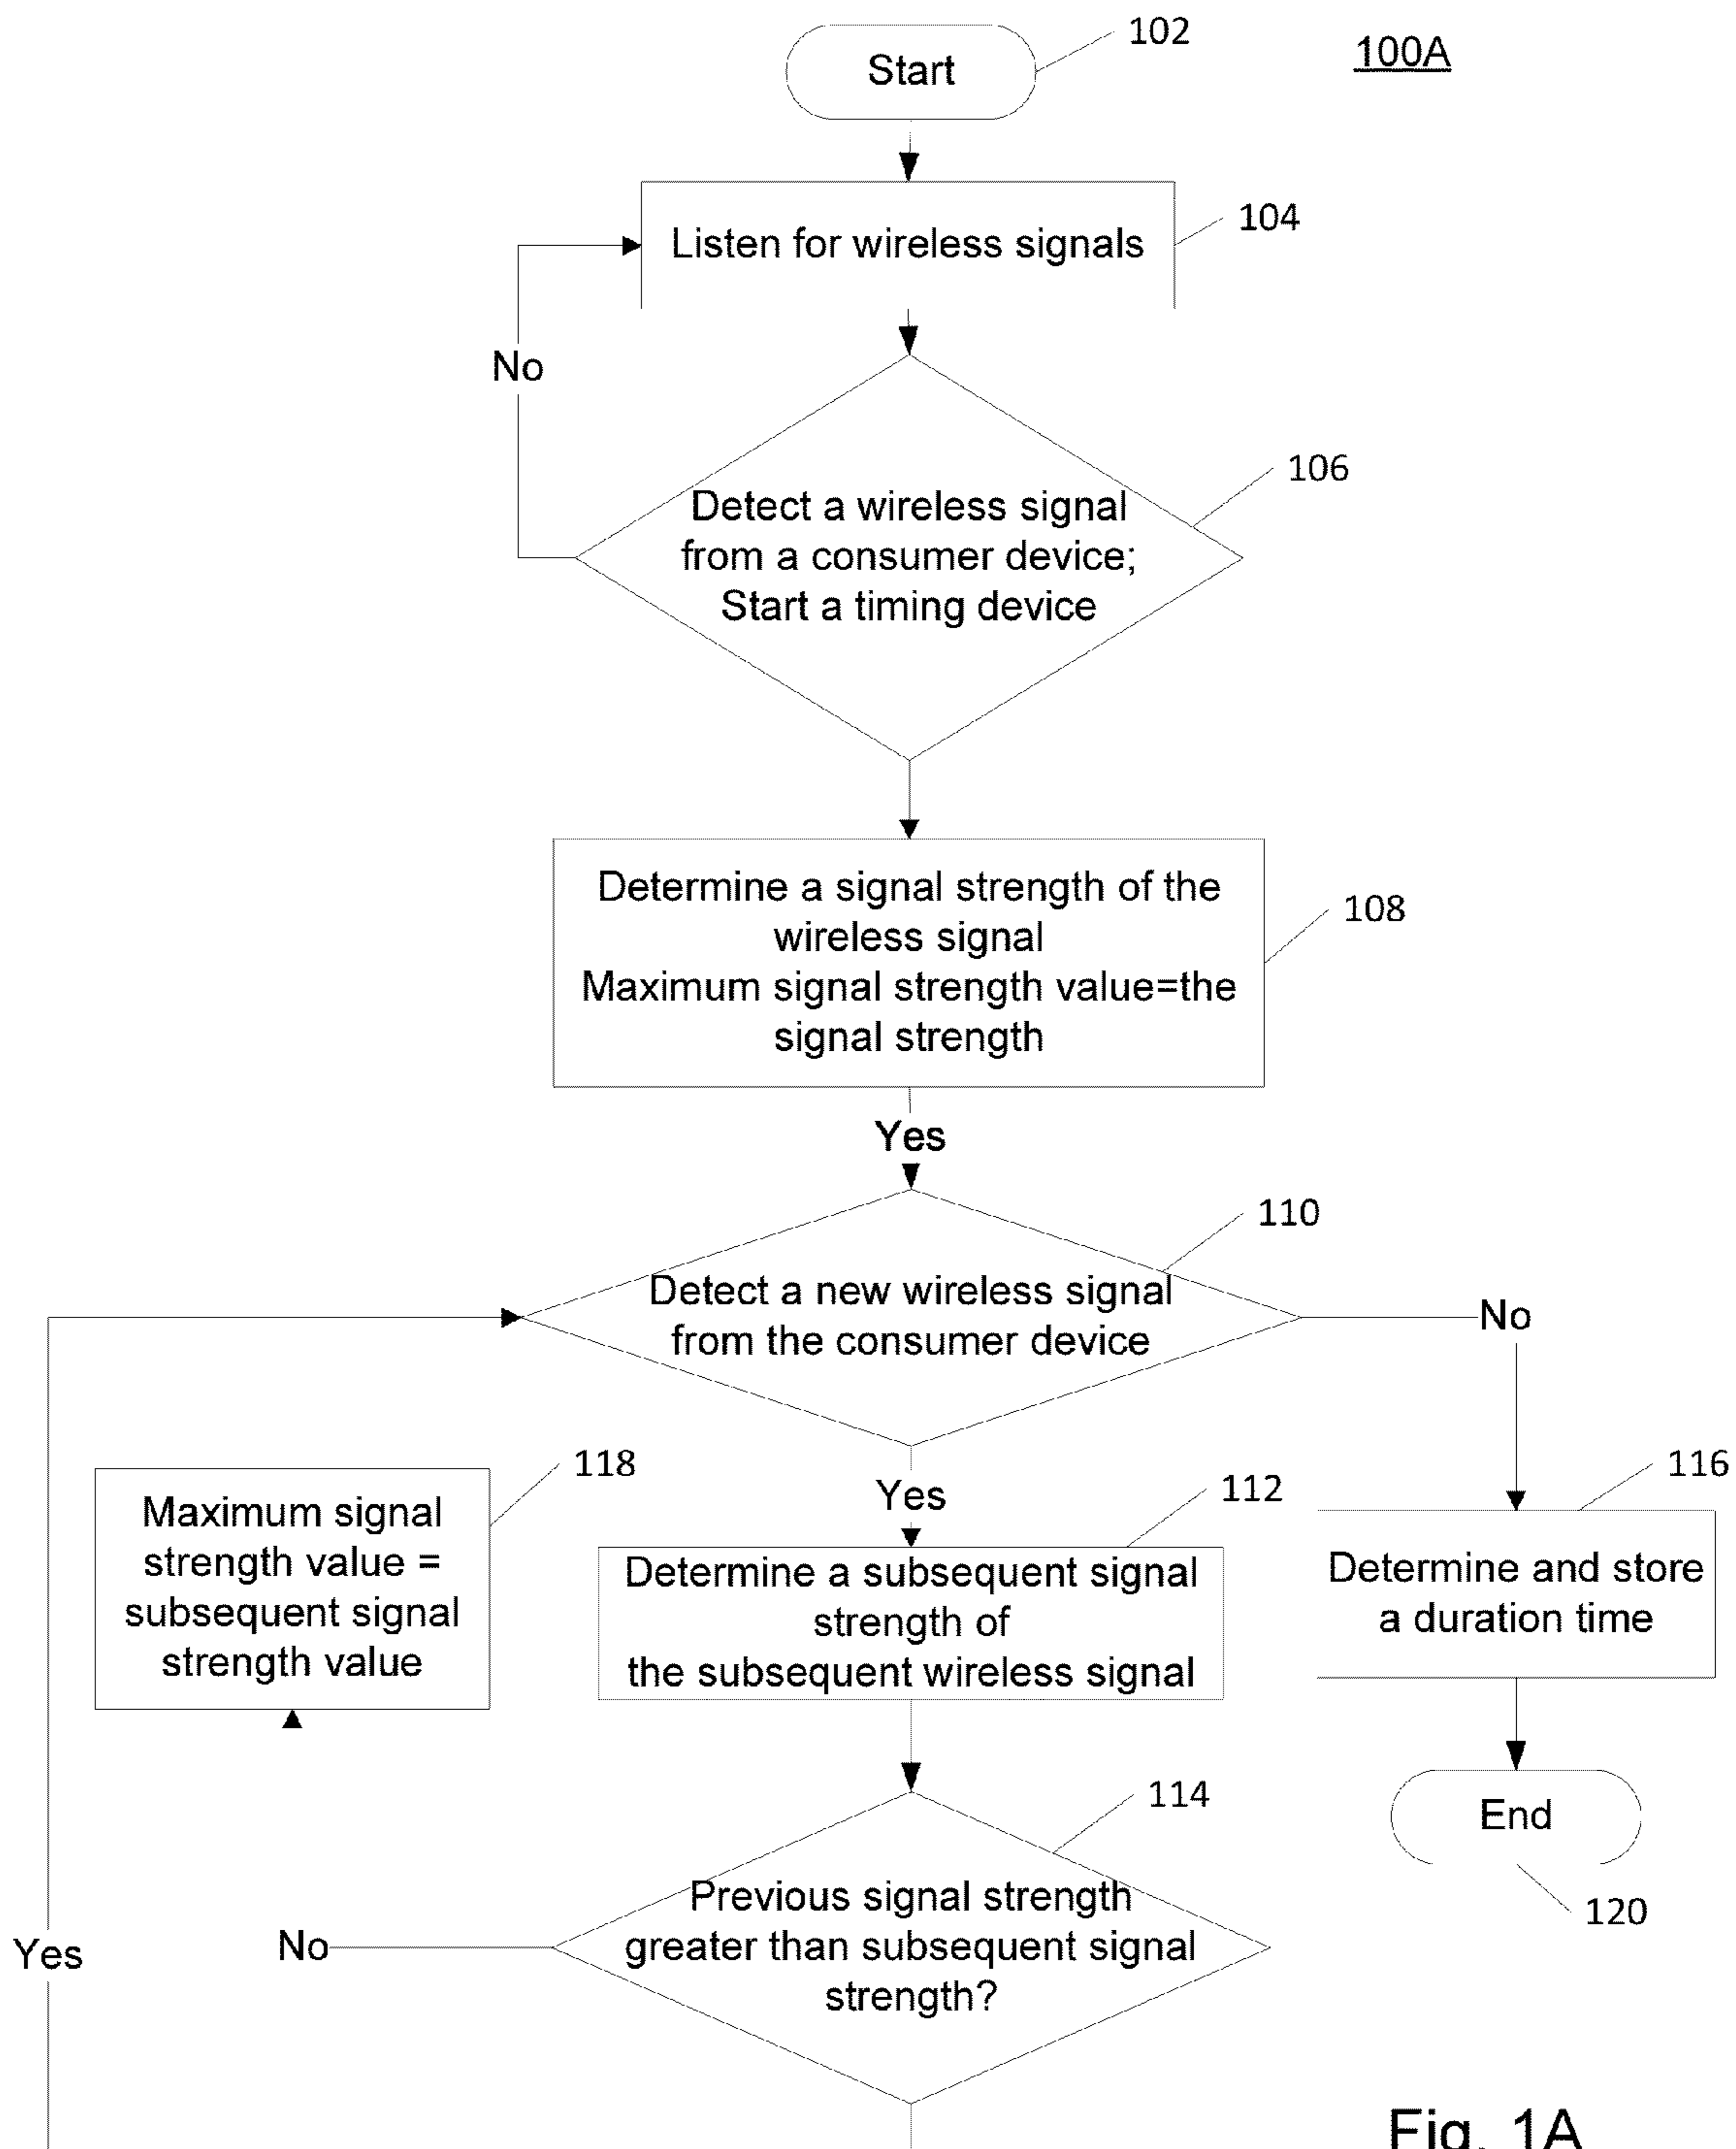 102
100A
Start
104
Listen for wireless signals
No
106
Detect a wireless signal
from a consumer device;
Start a timing device
108
Determine a signal strength of the
wireless signal
Maximum signal strength value=the
signal strength
Yes
110
Detect a new wireless signal
from the consumer device
No
118
Maximum signal
strength value =
subsequent signal
strength value
Yes
112
Determine a subsequent signal
strength of
the subsequent wireless signal
116
Determine and store
a duration time
114
Previous signal strength
greater than subsequent signal
strength?
End
120
Yes
No
Fig. 1A